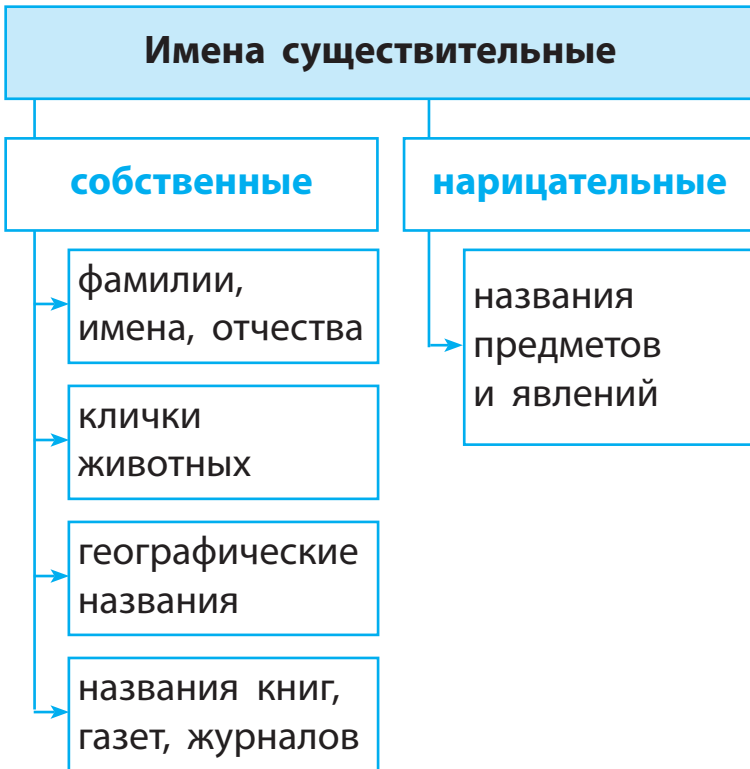 Имена существительные
собственные
нарицательные
фамилии,
имена, отчества
клички
животных
географические
названия
названия книг,
газет, журналов
названия
предметов
и явлений